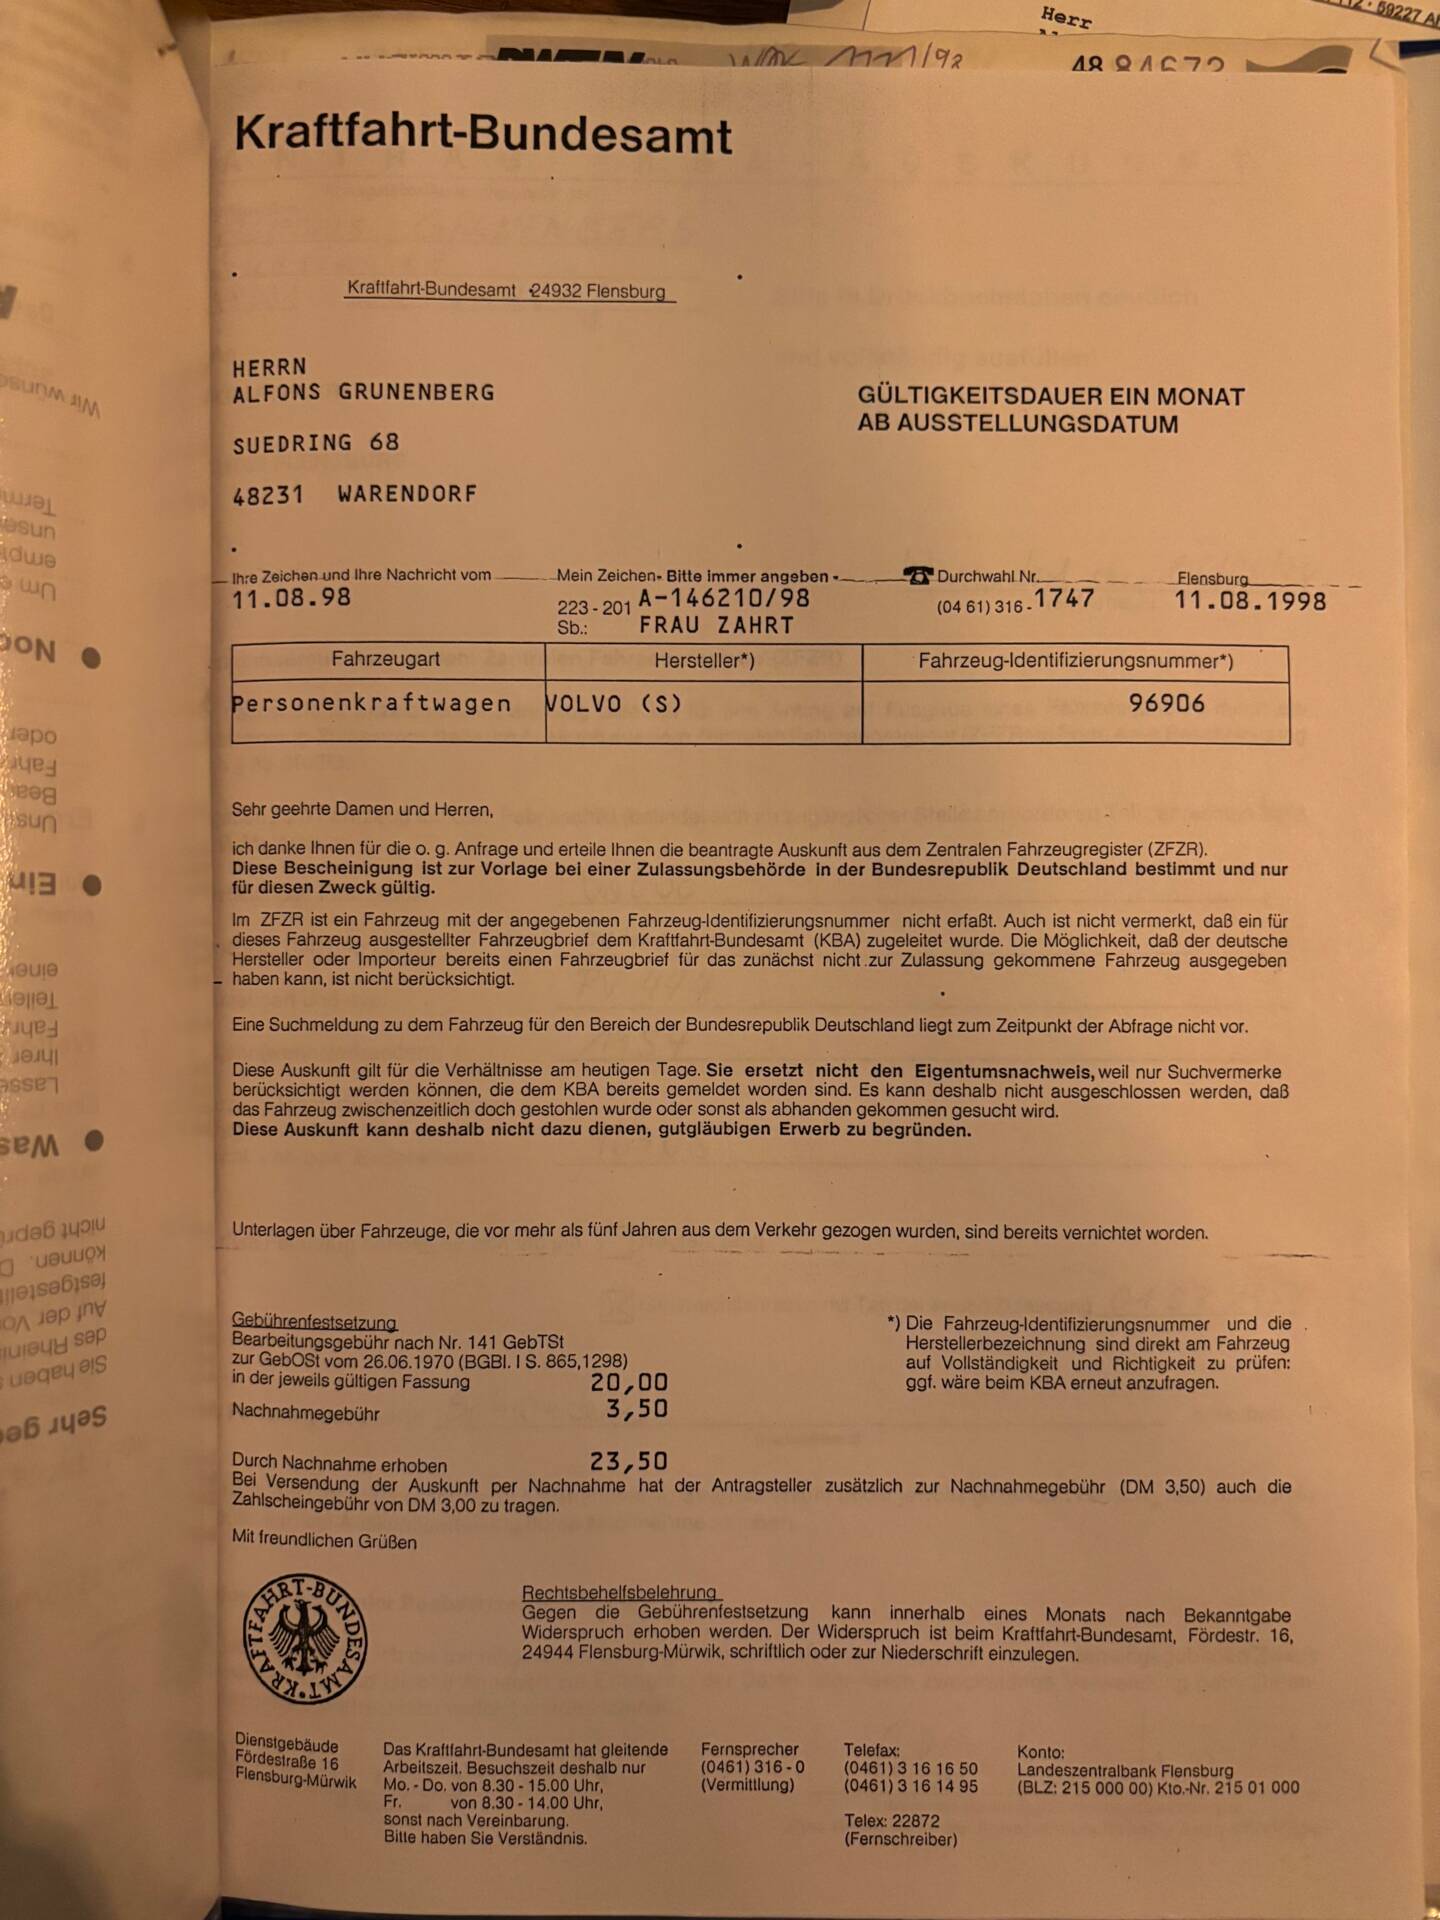 Herr
59227
48 84672
Kraftfahrt-Bundesamt
Kraftfahrt-Bundesamt 24932 Flensburg
HERRN
ALFONS GRUNENBERG
SUEDRING 68
48231 WARENDORF
GÜLTIGKEITSDAUER EIN MONAT
AB AUSSTELLUNGSDATUM
Ihre Zeichen und Ihre Nachricht vom
11.08.98
Mein Zeichen - Bitte immer angeben -
223 - 201 A-146210/98
Sb.: FRAU ZAHRT
Durchwahl Nr.
(04 61) 316 - 1747
Flensburg
11.08.1998
Fahrzeugart Hersteller*) Fahrzeug-Identifizierungsnummer*)
Personenkraftwagen VOLVO (S) 96906
Sehr geehrte Damen und Herren,
ich danke Ihnen für die o. g. Anfrage und erteile Ihnen die beantragte Auskunft aus dem Zentralen Fahrzeugregister (ZFZR).
Diese Bescheinigung ist zur Vorlage bei einer Zulassungsbehörde in der Bundesrepublik Deutschland bestimmt und nur
für diesen Zweck gültig.
Im ZFZR ist ein Fahrzeug mit der angegebenen Fahrzeug-Identifizierungsnummer nicht erfaßt. Auch ist nicht vermerkt, daß ein für
dieses Fahrzeug ausgestellter Fahrzeugbrief dem Kraftfahrt-Bundesamt (KBA) zugeleitet wurde. Die Möglichkeit, daß der deutsche
Hersteller oder Importeur bereits einen Fahrzeugbrief für das zunächst nicht zur Zulassung gekommene Fahrzeug ausgegeben
haben kann, ist nicht berücksichtigt.
Eine Suchmeldung zu dem Fahrzeug für den Bereich der Bundesrepublik Deutschland liegt zum Zeitpunkt der Abfrage nicht vor.
Diese Auskunft gilt für die Verhältnisse am heutigen Tage. Sie ersetzt nicht den Eigentumsnachweis, weil nur Suchvermerke
berücksichtigt werden können, die dem KBA bereits gemeldet worden sind. Es kann deshalb nicht ausgeschlossen werden, daß
das Fahrzeug zwischenzeitlich doch gestohlen wurde oder sonst als abhanden gekommen gesucht wird.
Diese Auskunft kann deshalb nicht dazu dienen, gutgläubigen Erwerb zu begründen.
Unterlagen über Fahrzeuge, die vor mehr als fünf Jahren aus dem Verkehr gezogen wurden, sind bereits vernichtet worden.
Gebührenfestsetzung
Bearbeitungsgebühr nach Nr. 141 GebTSt
zur GebOSt vom 26.06.1970 (BGBl. I S. 865,1298)
in der jeweils gültigen Fassung 20,00
Nachnahmegebühr 3,50
*) Die Fahrzeug-Identifizierungsnummer und die
Herstellerbezeichnung sind direkt am Fahrzeug
auf Vollständigkeit und Richtigkeit zu prüfen:
ggf. wäre beim KBA erneut anzufragen.
Durch Nachnahme erhoben 23,50
Bei Versendung der Auskunft per Nachnahme hat der Antragsteller zusätzlich zur Nachnahmegebühr (DM 3,50) auch die
Zahlscheingebühr von DM 3,00 zu tragen.
Mit freundlichen Grüßen
KRAFTFAHRT-BUNDESAMT
Rechtsbehelfsbelehrung
Gegen die Gebührenfestsetzung kann innerhalb eines Monats nach Bekanntgabe
Widerspruch erhoben werden. Der Widerspruch ist beim Kraftfahrt-Bundesamt, Fördestr. 16,
24944 Flensburg-Mürwik, schriftlich oder zur Niederschrift einzulegen.
Dienstgebäude
Fördestraße 16
Flensburg-Mürwik
Das Kraftfahrt-Bundesamt hat gleitende
Arbeitszeit. Besuchszeit deshalb nur
Mo. - Do. von 8.30 - 15.00 Uhr,
Fr. von 8.30 - 14.00 Uhr,
sonst nach Vereinbarung.
Bitte haben Sie Verständnis.
Fernsprecher
(0461) 316 - 0
(Vermittlung)
Telefax:
(0461) 3 16 16 50
(0461) 3 16 14 95
Telex: 22872
(Fernschreiber)
Konto:
Landeszentralbank Flensburg
(BLZ: 215 000 00) Kto.-Nr. 215 01 000